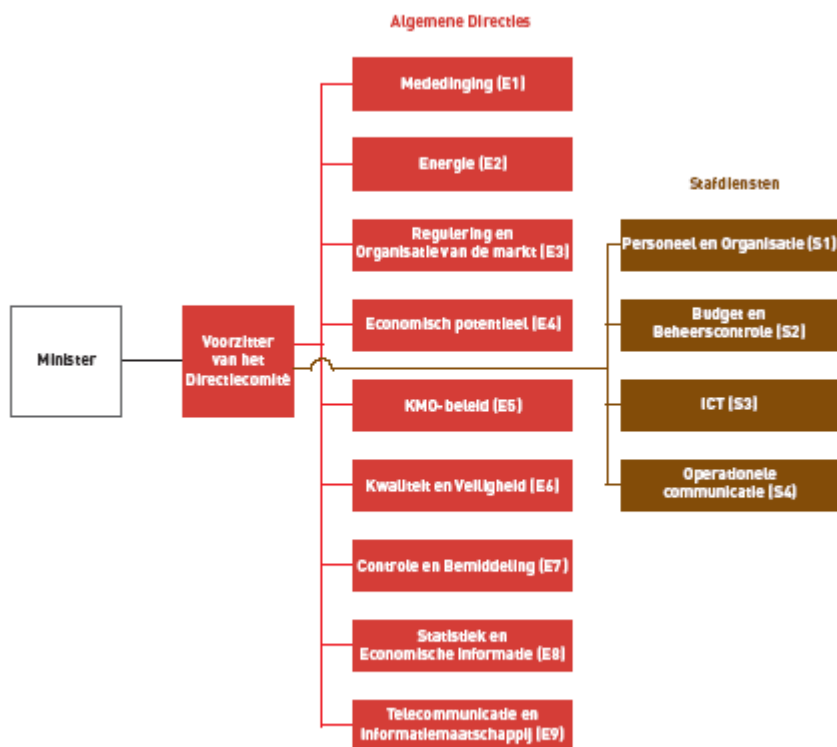 Algemene Directies
Mededinging (E1)
Energie (E2)
Regulering en
Organisatie van de markt (E3)
Economisch potentieel (E4)
KMO-beleid (E5)
Kwaliteit en Veiligheid (E6)
Controle en Bemiddeling (E7)
Statistiek en
Economische Informatie (E8)
Telecommunicatie en
Informatiemaatschappij (E9)
Minister
Voorzitter
van het
Directiecomité
Stafdiensten
Personeel en Organisatie (S1)
Budget en
Beheerscontrole (S2)
ICT (S3)
Operationele
communicatie (S4)